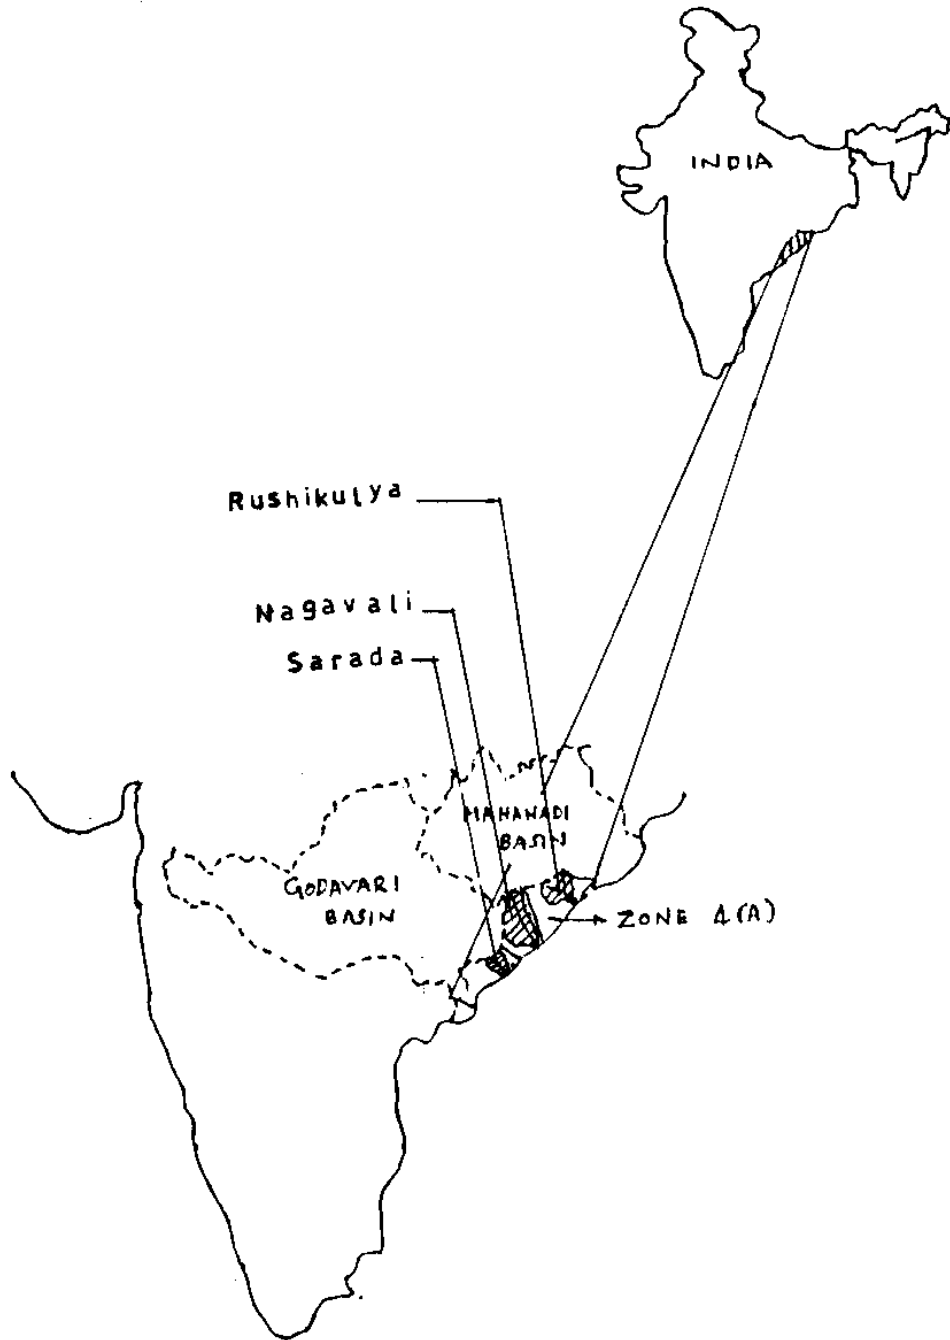 INDIA
Rushikulya
Nagavali
Sarada
MAHANADI
BASIN
GODAVARI
BASIN
ZONE 4(A)